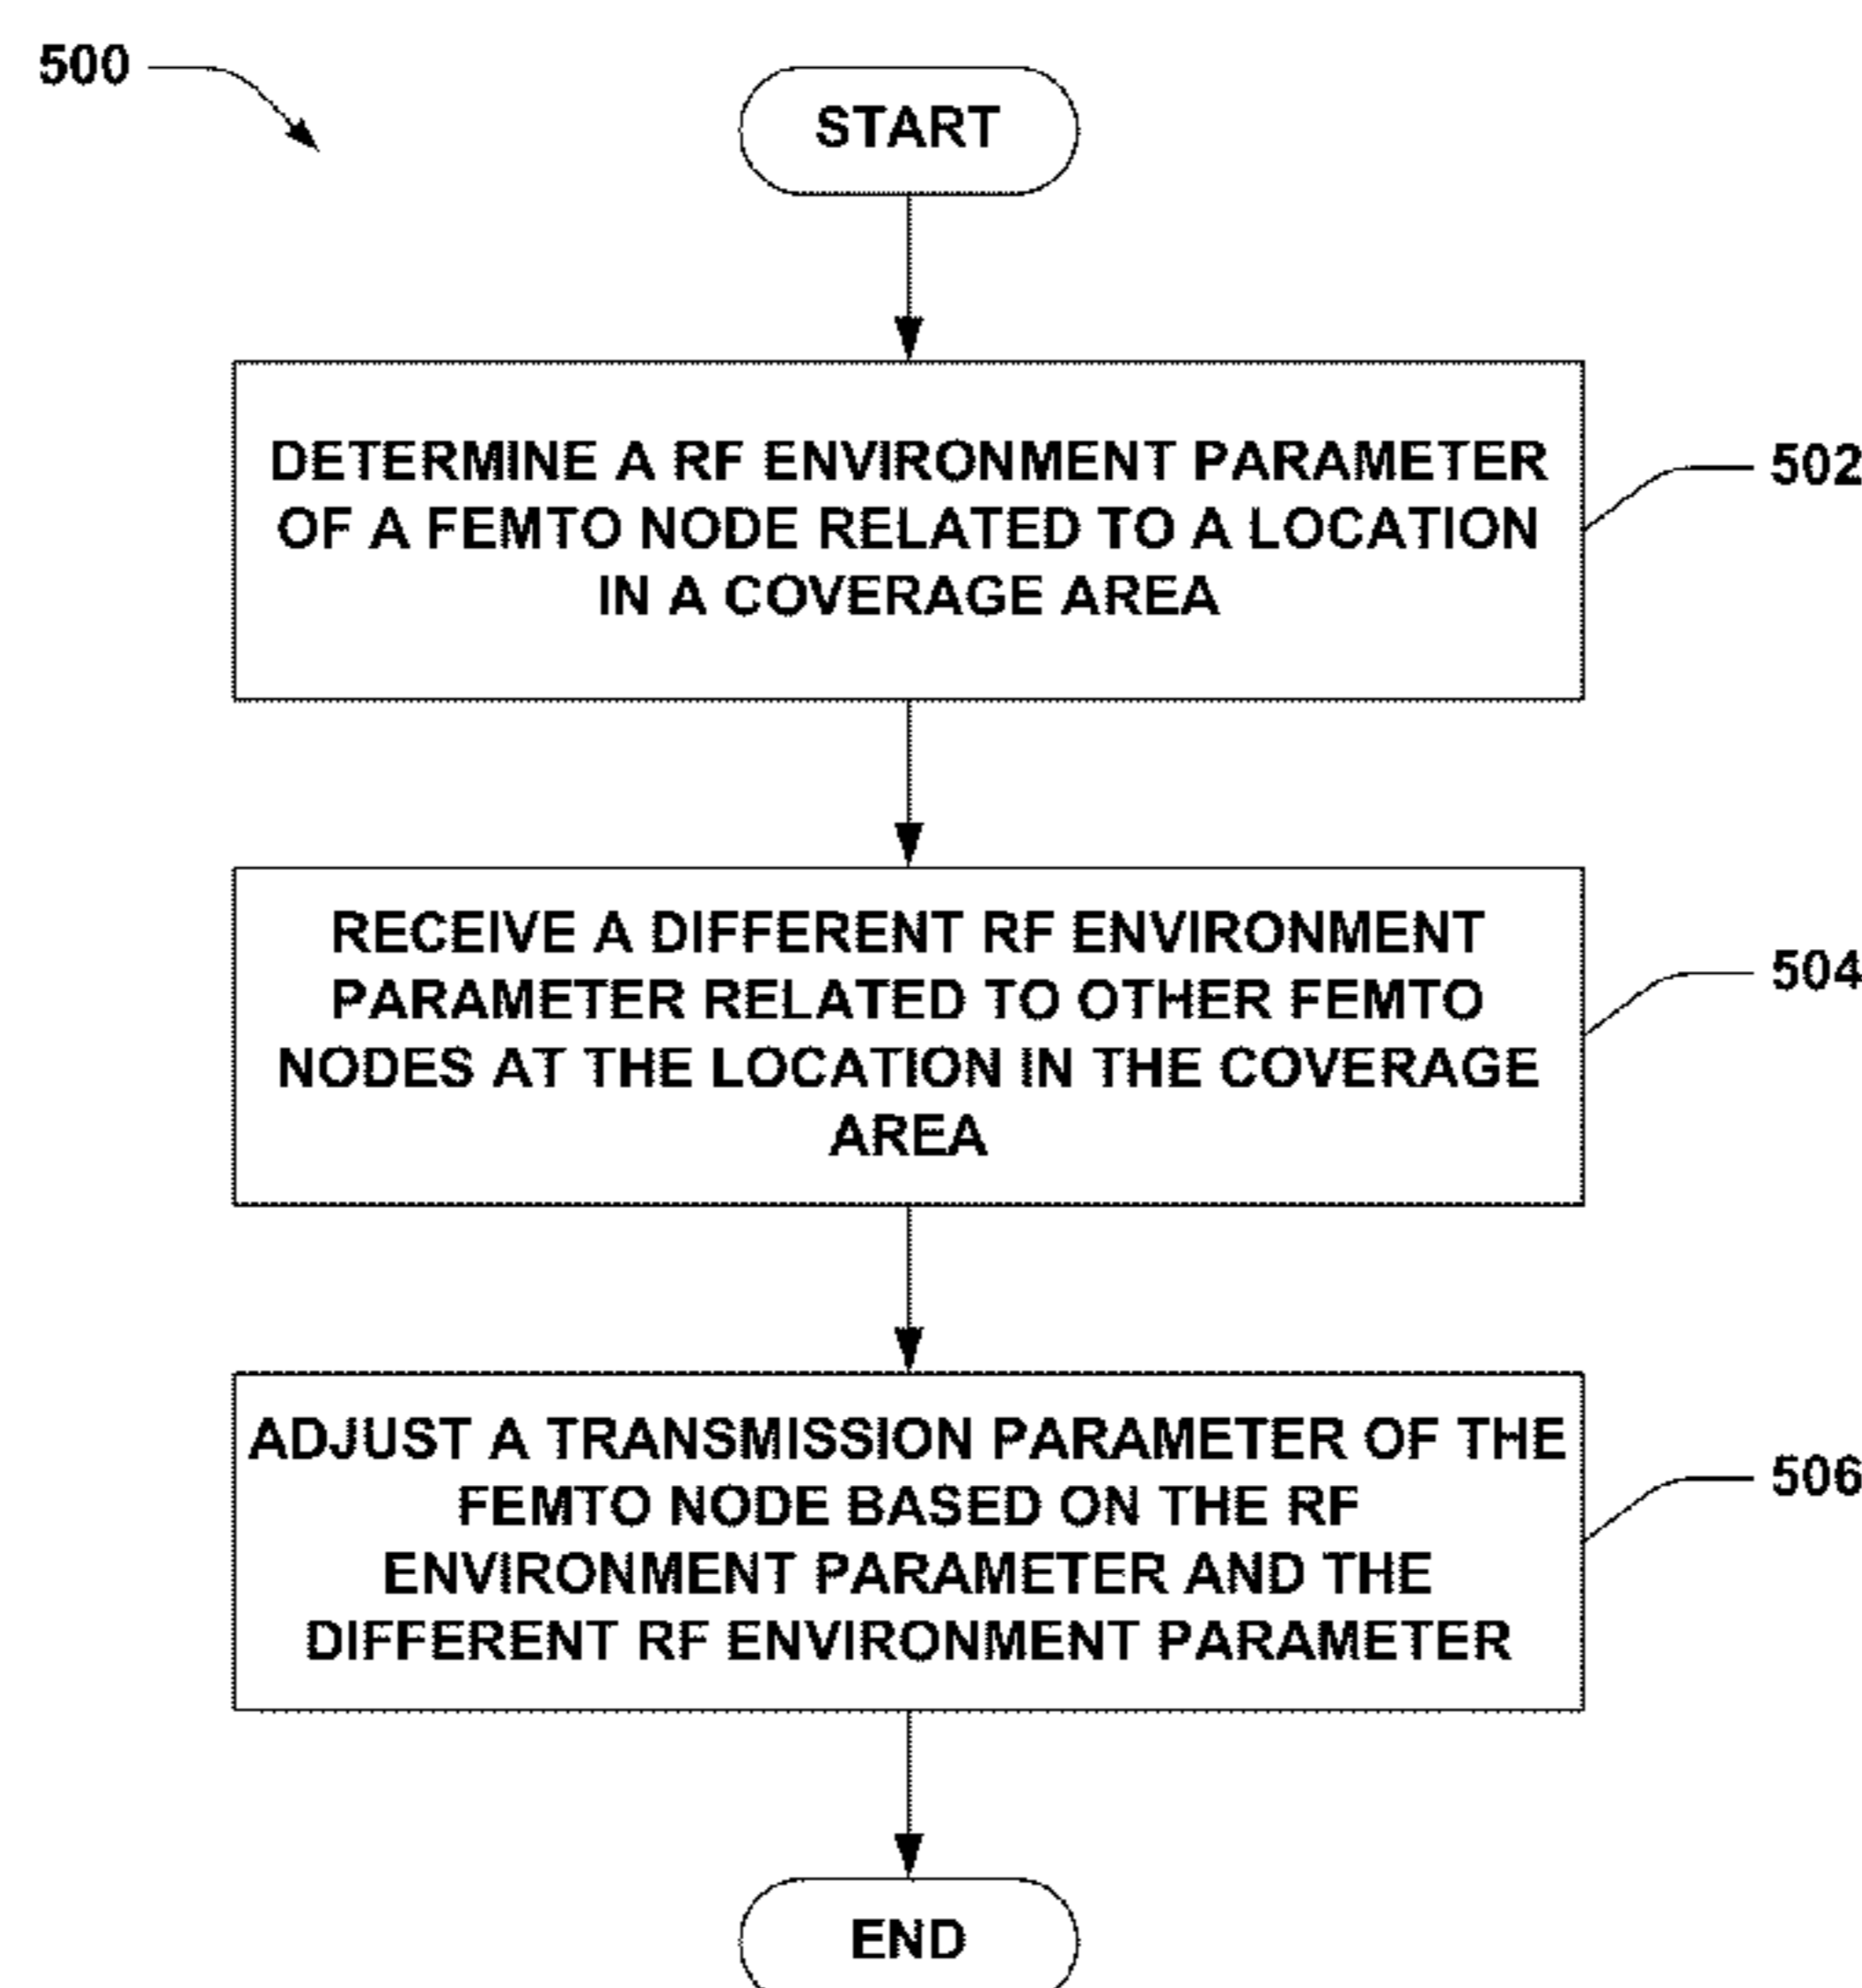 500
START
DETERMINE A RF ENVIRONMENT PARAMETER
OF A FEMTO NODE RELATED TO A LOCATION
IN A COVERAGE AREA
502
RECEIVE A DIFFERENT RF ENVIRONMENT
PARAMETER RELATED TO OTHER FEMTO
NODES AT THE LOCATION IN THE COVERAGE
AREA
504
ADJUST A TRANSMISSION PARAMETER OF THE
FEMTO NODE BASED ON THE RF
ENVIRONMENT PARAMETER AND THE
DIFFERENT RF ENVIRONMENT PARAMETER
506
END